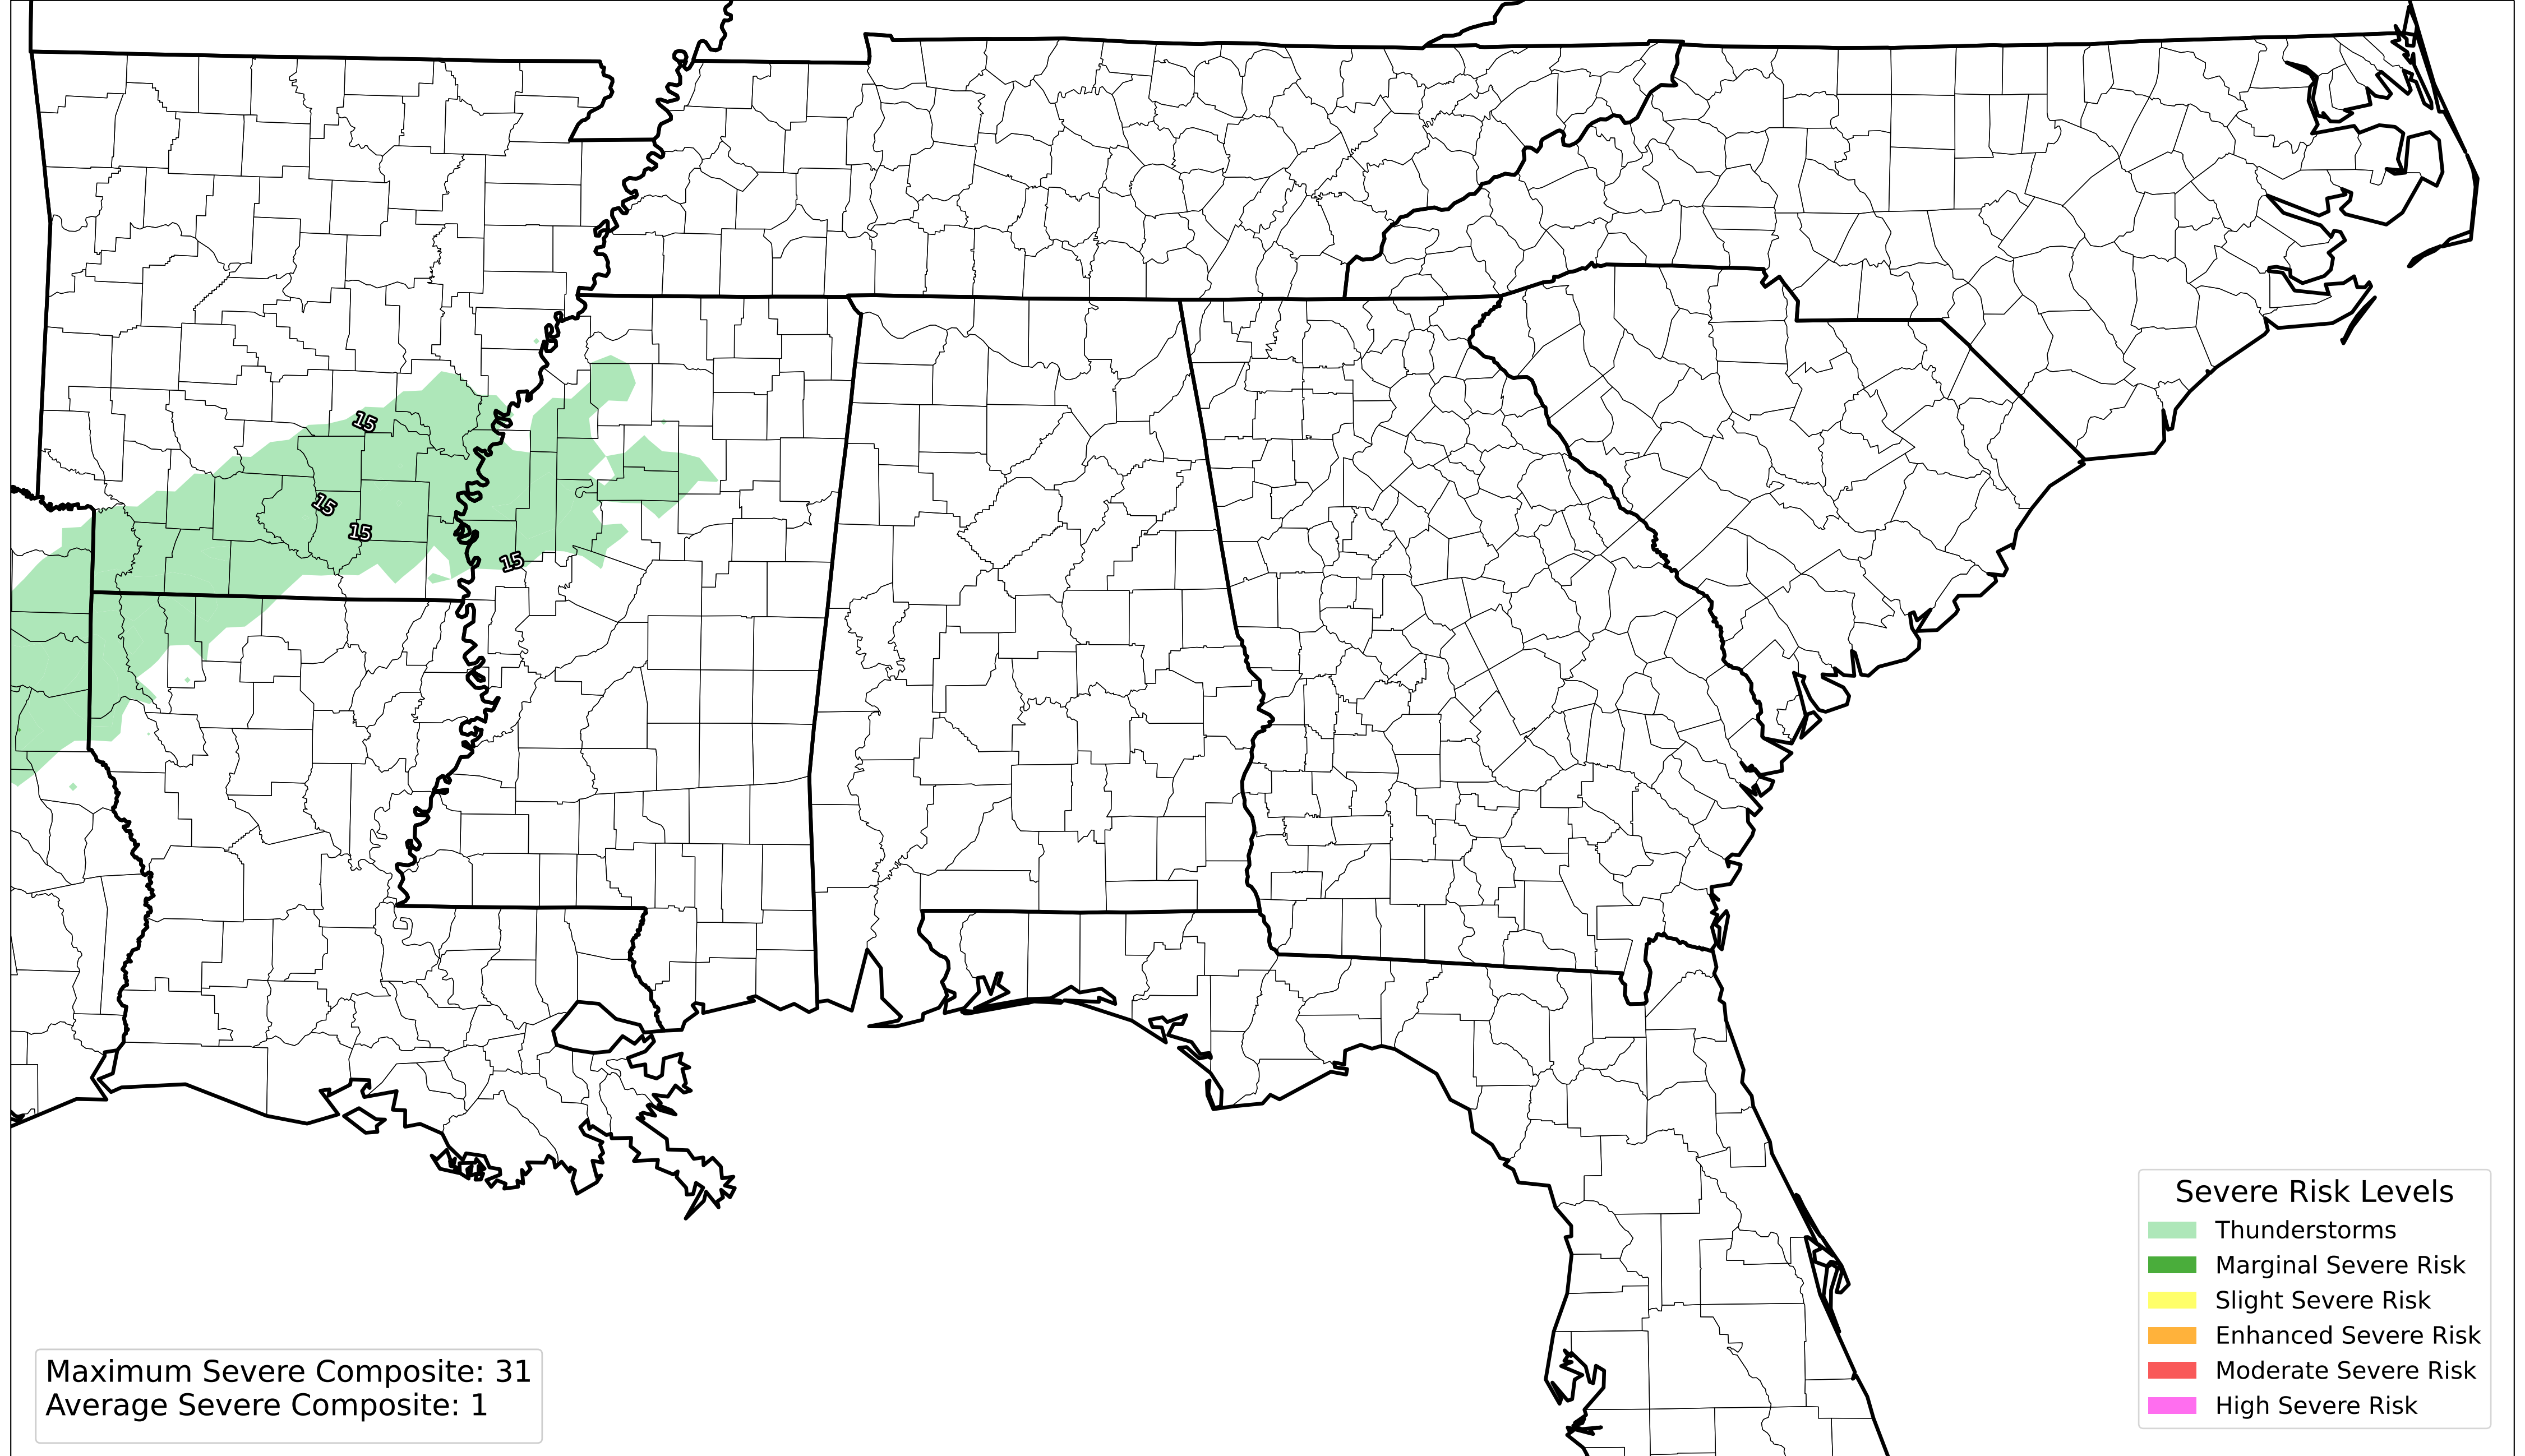 15
15
15
15
Maximum Severe Composite: 31
Average Severe Composite: 1
Severe Risk Levels
Thunderstorms
Marginal Severe Risk
Slight Severe Risk
Enhanced Severe Risk
Moderate Severe Risk
High Severe Risk